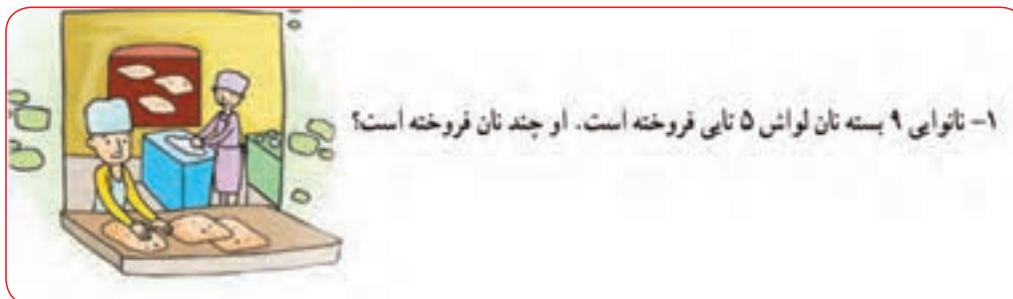 ۱- نانوایی ۹ بسته نان لواش ۵ تایی فروخته است. او چند نان فروخته است؟